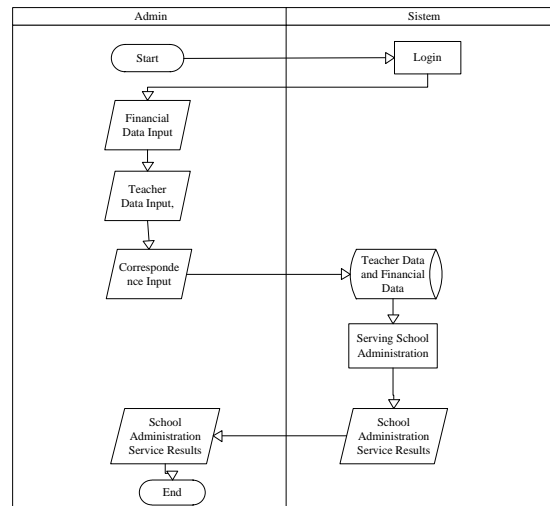 Admin
Sistem
Start
Login
Financial
Data Input
Teacher
Data Input,
Corresponde
nce Input
Teacher Data
and Financial
Data
Serving School
Administration
School
Administration
Service Results
School
Administration
Service Results
End